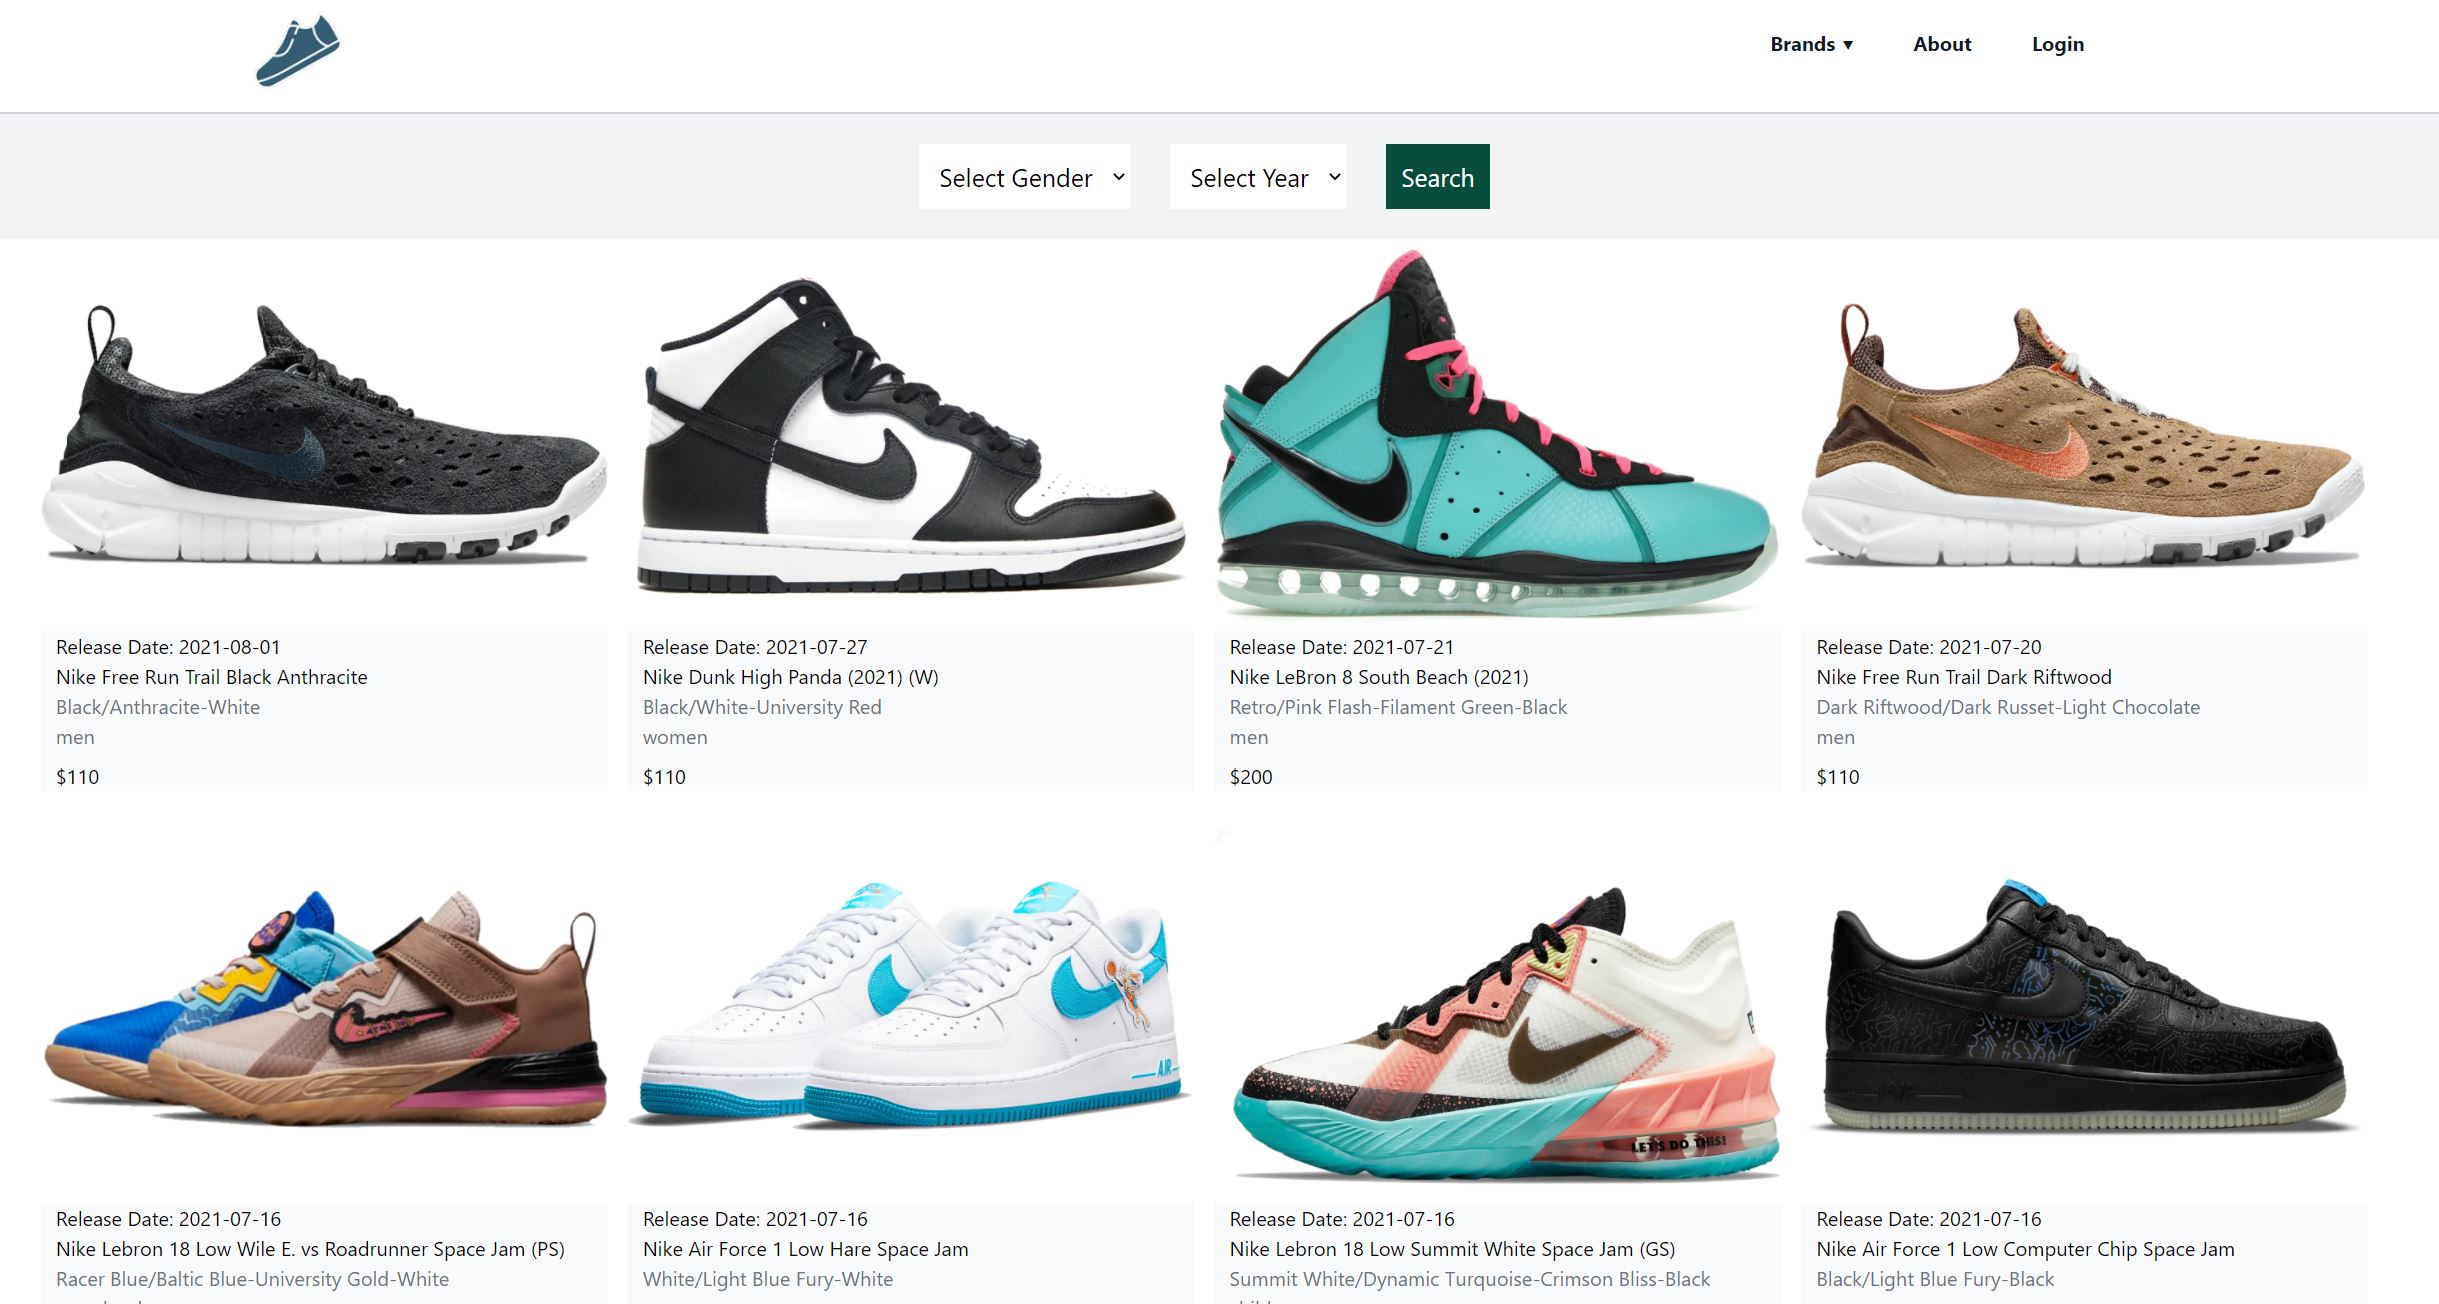 Brands ▼
About
Login
Select Gender
Select Year
Search
Release Date: 2021-08-01
Nike Free Run Trail Black Anthracite
Black/Anthracite-White
men
$110
Release Date: 2021-07-27
Nike Dunk High Panda (2021) (W)
Black/White-University Red
women
$110
Release Date: 2021-07-21
Nike LeBron 8 South Beach (2021)
Retro/Pink Flash-Filament Green-Black
men
$200
Release Date: 2021-07-20
Nike Free Run Trail Dark Riftwood
Dark Riftwood/Dark Russet-Light Chocolate
men
$110
AIR
LET'S DO THIS!
Release Date: 2021-07-16
Nike Lebron 18 Low Wile E. vs Roadrunner Space Jam (PS)
Racer Blue/Baltic Blue-University Gold-White
Release Date: 2021-07-16
Nike Air Force 1 Low Hare Space Jam
White/Light Blue Fury-White
Release Date: 2021-07-16
Nike Lebron 18 Low Summit White Space Jam (GS)
Summit White/Dynamic Turquoise-Crimson Bliss-Black
Release Date: 2021-07-16
Nike Air Force 1 Low Computer Chip Space Jam
Black/Light Blue Fury-Black